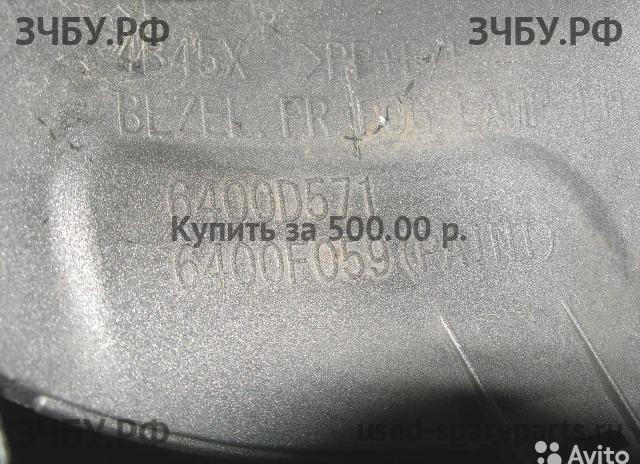 ЗЧБУ.РФ ЗЧБУ.РФ
BEZEL, FR FOG LAMP
6400D571
Купить за 500.00 р.
6400F059(PAINT)
ЗЧБУ.РФ used-spareparts.ru
Avito